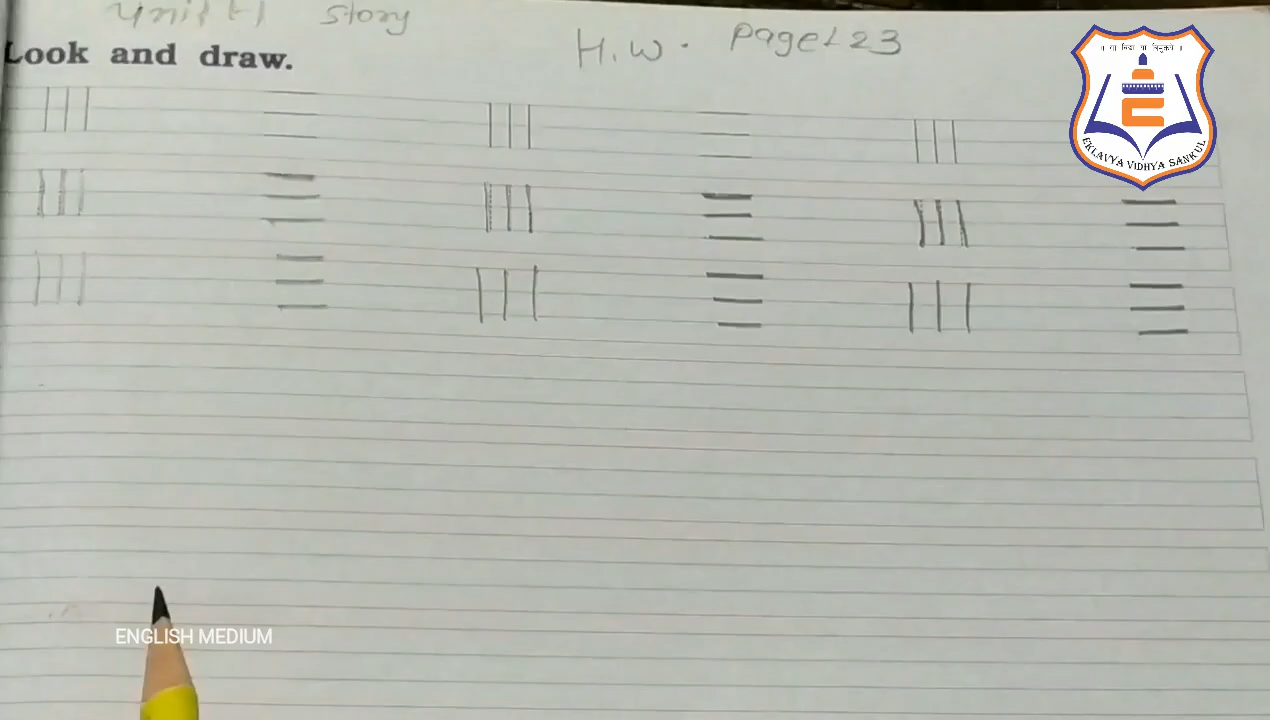 story
H.W. Page 23
Look and draw.
EKLAVYA VIDHYA SANKUL
ENGLISH MEDIUM